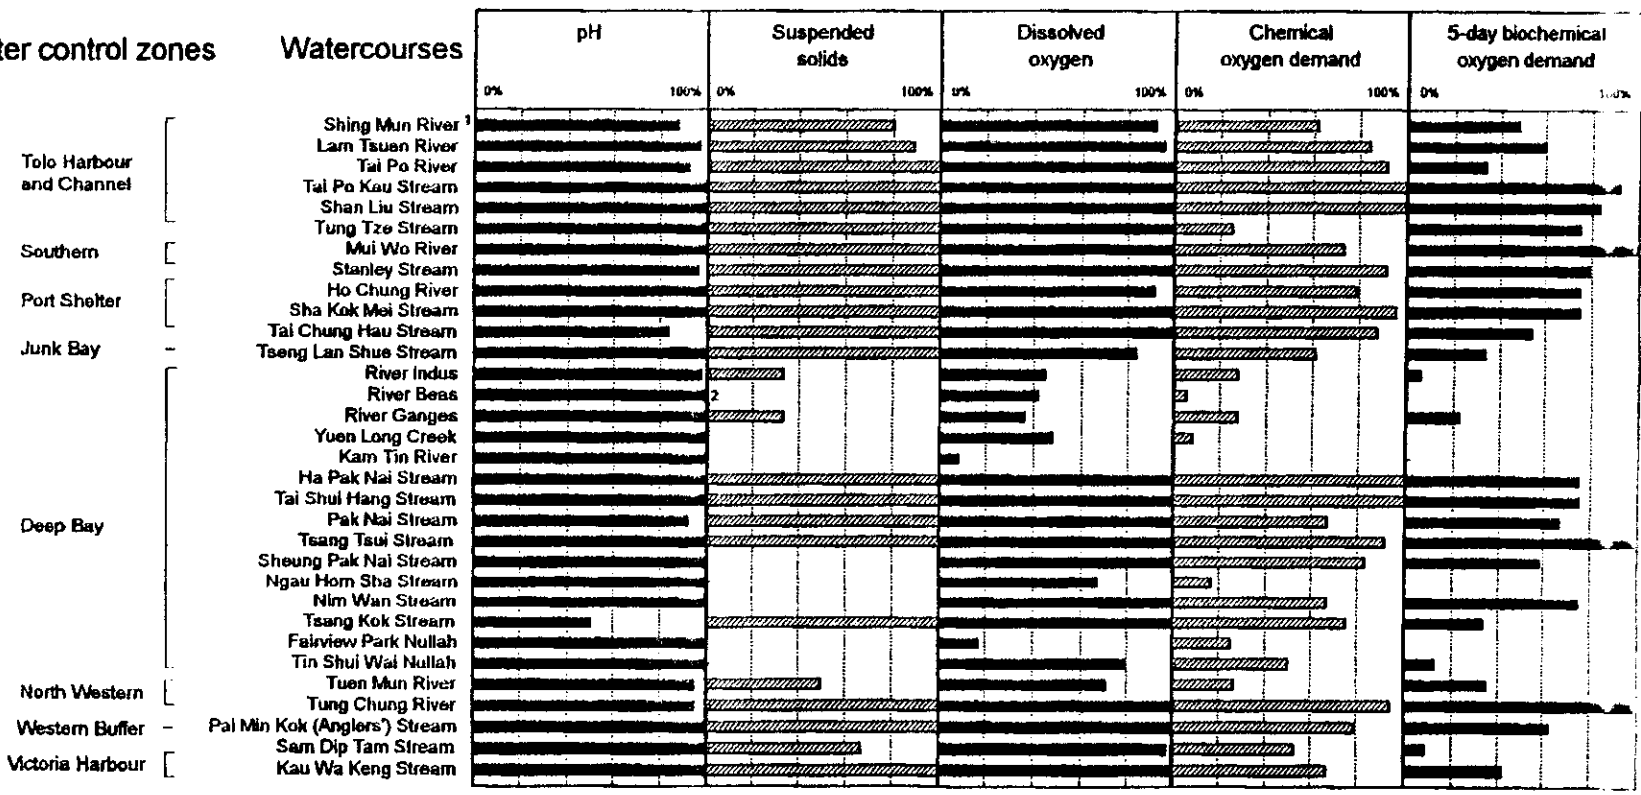 ter control zones
Watercourses
pH
Suspended
solids
Dissolved
oxygen
Chemical
oxygen demand
5-day biochemical
oxygen demand
0% 100% 0% 100% 0% 100% 0% 100% 0% 100%
Tolo Harbour
and Channel
Shing Mun River 1
Lam Tsuen River
Tai Po River
Tai Po Kau Stream
Shan Liu Stream
Tung Tze Stream
Southern
Mui Wo River
Stanley Stream
Port Shelter
Ho Chung River
Sha Kok Mei Stream
Tai Chung Hau Stream
Junk Bay
Tseng Lan Shue Stream
Deep Bay
River Indus
River Beas
2
River Ganges
Yuen Long Creek
Kam Tin River
Ha Pak Nai Stream
Tai Shui Hang Stream
Pak Nai Stream
Tsang Tsui Stream
Sheung Pak Nai Stream
Ngau Hom Sha Stream
Nim Wan Stream
Tsang Kok Stream
Fairview Park Nullah
Tin Shui Wai Nullah
North Western
Tuen Mun River
Tung Chung River
Western Buffer
Pai Min Kok (Anglers') Stream
Victoria Harbour
Sam Dip Tam Stream
Kau Wa Keng Stream